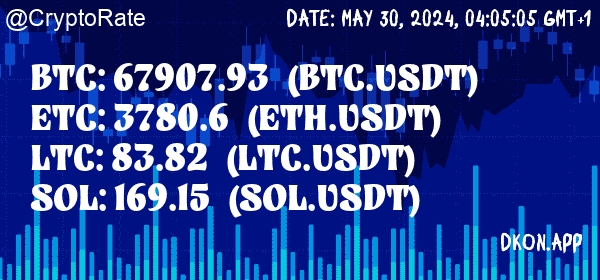 @CryptoRate
DATE: MAY 30, 2024, 04:05:05 GMT+1
BTC: 67907.93 (BTC.USDT)
ETC: 3780.6 (ETH.USDT)
LTC: 83.82 (LTC.USDT)
SOL: 169.15 (SOL.USDT)
DKON.APP